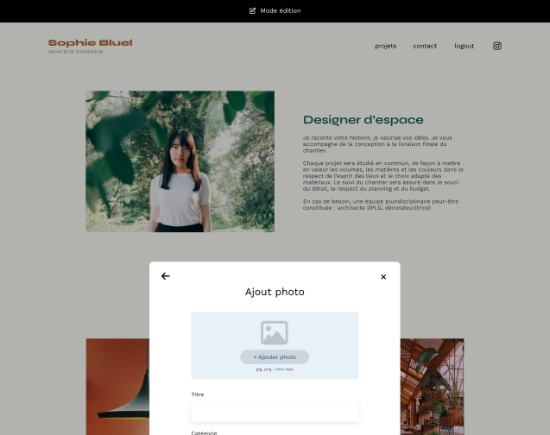 Mode édition
Sophie Bluel
ARCHITECTE D'INTÉRIEUR
projets
contact
logout
Designer d'espace
Je raconte votre histoire, je valorise vos idées. Je vous
accompagne de la conception à la livraison finale du
chantier.
Chaque projet sera étudié en commun, de façon à mettre
en valeur les volumes, les matières et les couleurs dans le
respect de l'esprit des lieux et le choix adapté des
matériaux. Le suivi du chantier sera assuré dans le souci
du détail, le respect du planning et du budget.
En cas de besoin, une équipe pluridisciplinaire peut-être
constituée : architecte DPLG, décorateur(trice)
Ajout photo
+ Ajouter photo
jpg, png : 4mo max
Titre
Catégorie